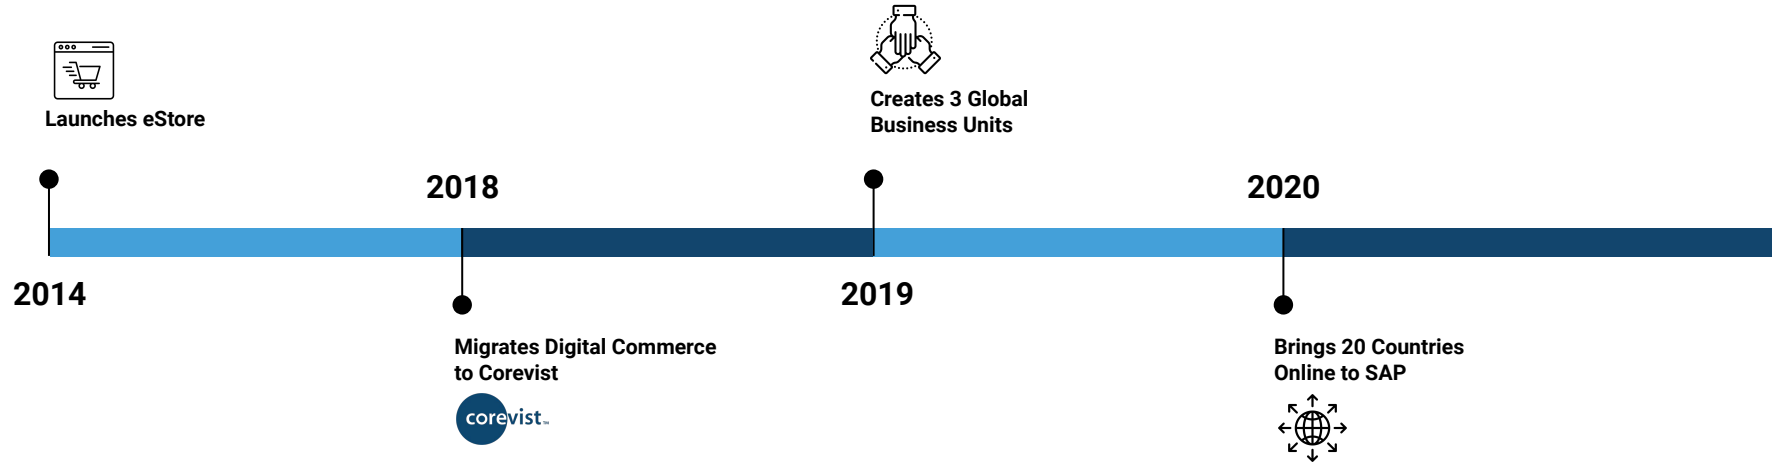 Launches eStore
Creates 3 Global
Business Units
2014
2018
2019
2020
Migrates Digital Commerce
to Corevist
corevist™
Brings 20 Countries
Online to SAP